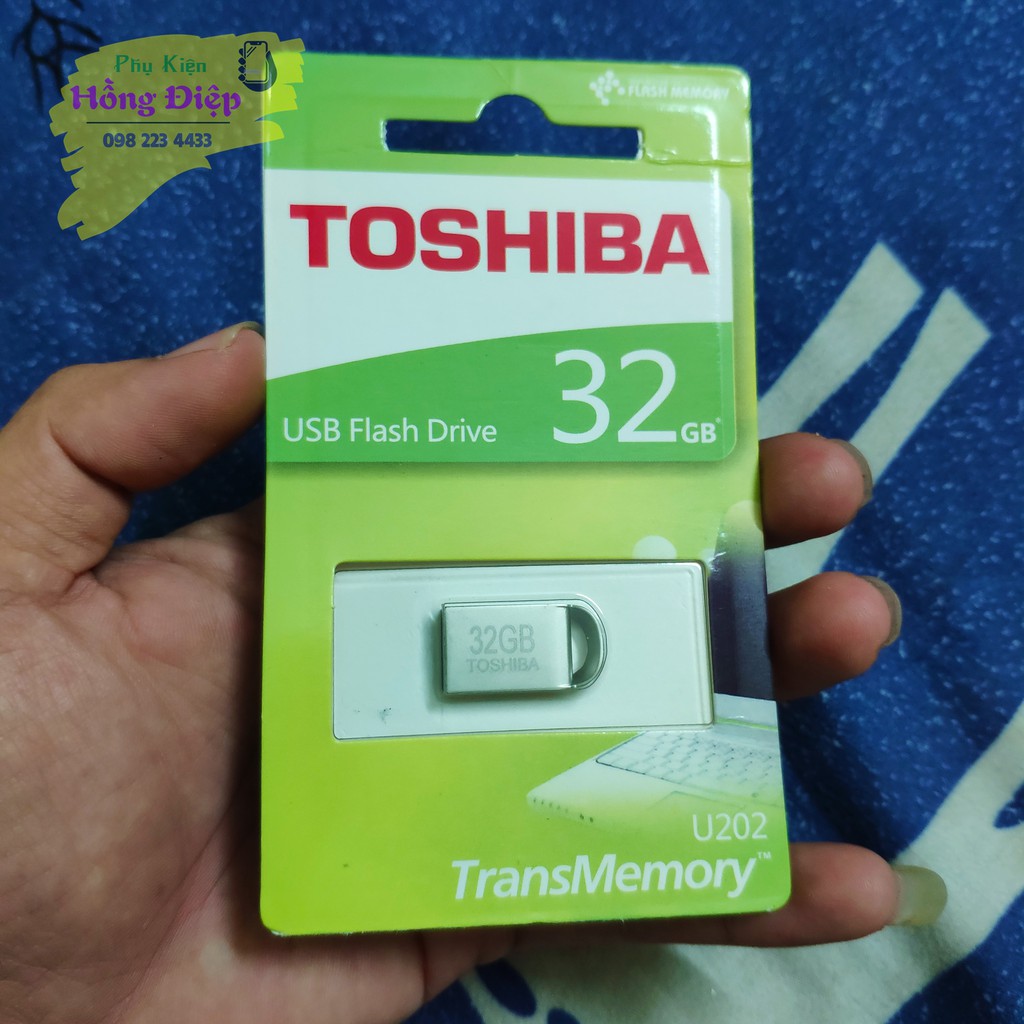 Phụ Kiện
Hồng Điệp
098 223 4433
FLASH MEMORY
TOSHIBA
USB Flash Drive 32GB*
32GB
TOSHIBA
U202
TransMemory™